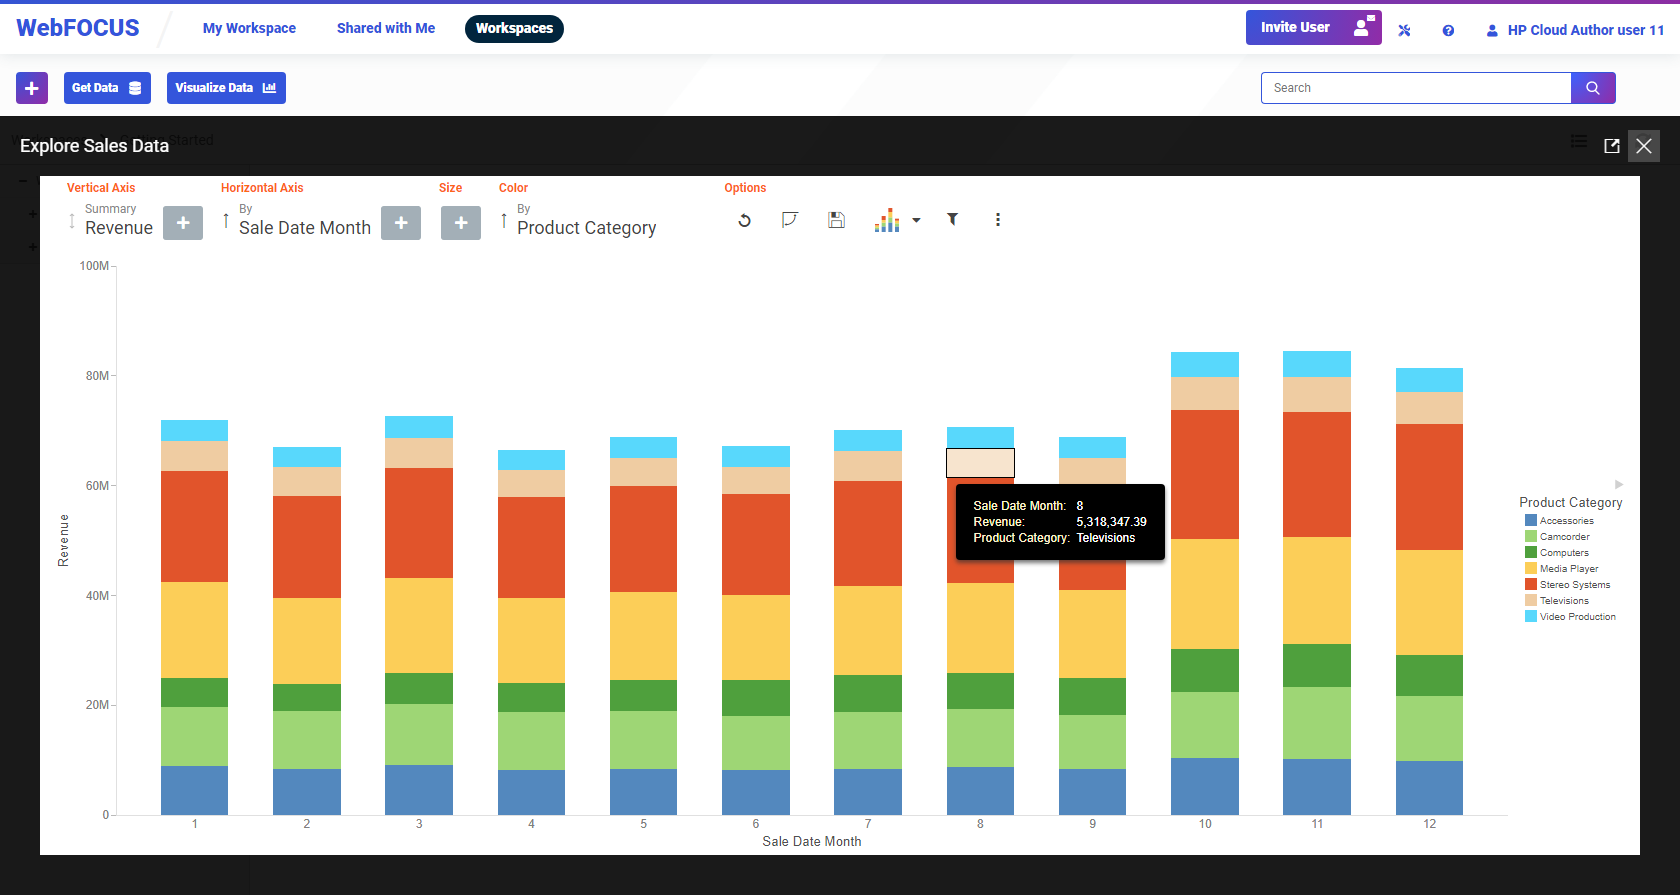 WebFOCUS
My Workspace
Shared with Me
Workspaces
Invite User
HP Cloud Author user 11
Get Data
Visualize Data
Search
Explore Sales Data
Vertical Axis
Horizontal Axis
Size
Color
Options
Summary
Revenue
By
Sale Date Month
By
Product Category
100M
80M
60M
40M
20M
0
Revenue
Sale Date Month: 8
Revenue: 5,318,347.39
Product Category: Televisions
Product Category
Accessories
Camcorder
Computers
Media Player
Stereo Systems
Televisions
Video Production
1 2 3 4 5 6 7 8 9 10 11 12
Sale Date Month